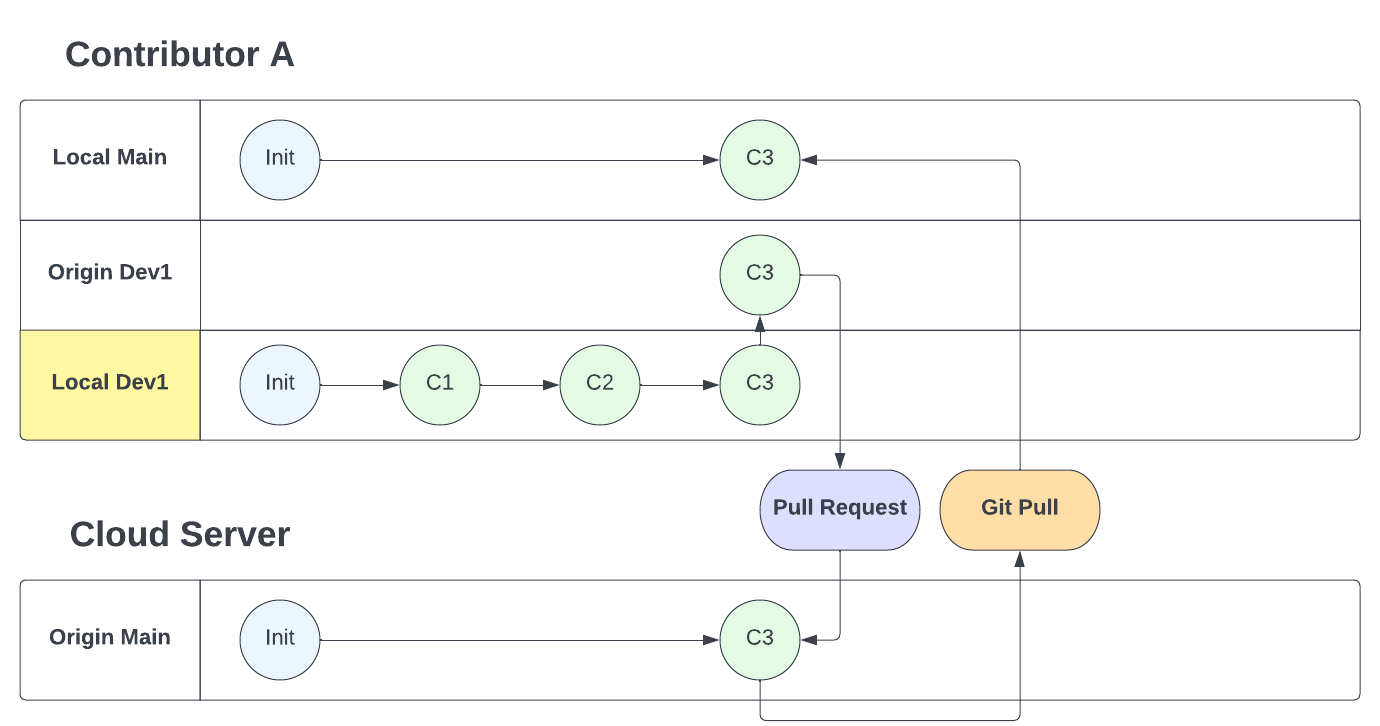 Contributor A
Local Main
Init
C3
Origin Dev1
C3
Local Dev1
Init
C1
C2
C3
Pull Request
Git Pull
Cloud Server
Origin Main
Init
C3